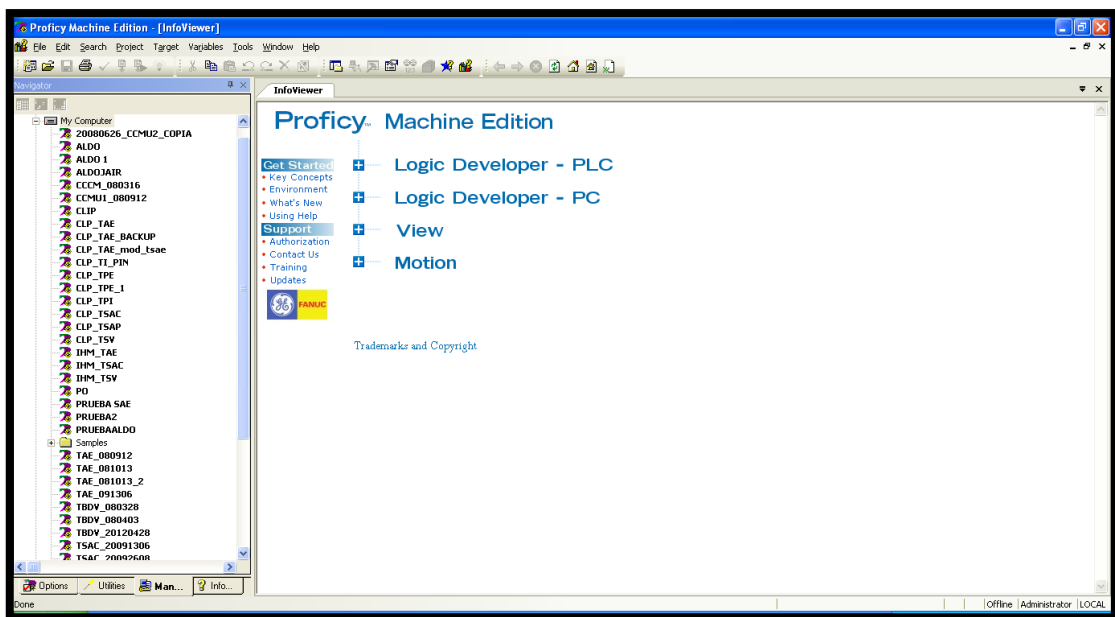 Proficy Machine Edition - [InfoViewer]
File Edit Search Project Target Variables Tools Window Help
Navigator
InfoViewer
My Computer
20080626_CCMU2_COPIA
ALDO
ALDO 1
ALDOJAIR
CCCM_080316
CCMU1_080912
CLIP
CLP_TAE
CLP_TAE_BACKUP
CLP_TAE_mod_tsae
CLP_TI_PIN
CLP_TPE
CLP_TPE_1
CLP_TPI
CLP_TSAC
CLP_TSAP
CLP_TSV
IHM_TAE
IHM_TSAC
IHM_TSV
PO
PRUEBA SAE
PRUEBA2
PRUEBAALDO
Samples
TAE_080912
TAE_081013
TAE_081013_2
TAE_091306
TBDV_080328
TBDV_080403
TBDV_20120428
TSAC_20091306
TSAC_20092608
Options Utilities Man... Info...
Proficy™ Machine Edition
Get Started
• Key Concepts
• Environment
• What's New
• Using Help
Support
• Authorization
• Contact Us
• Training
• Updates
GE FANUC
Logic Developer - PLC
Logic Developer - PC
View
Motion
Trademarks and Copyright
Done
Offline Administrator LOCAL